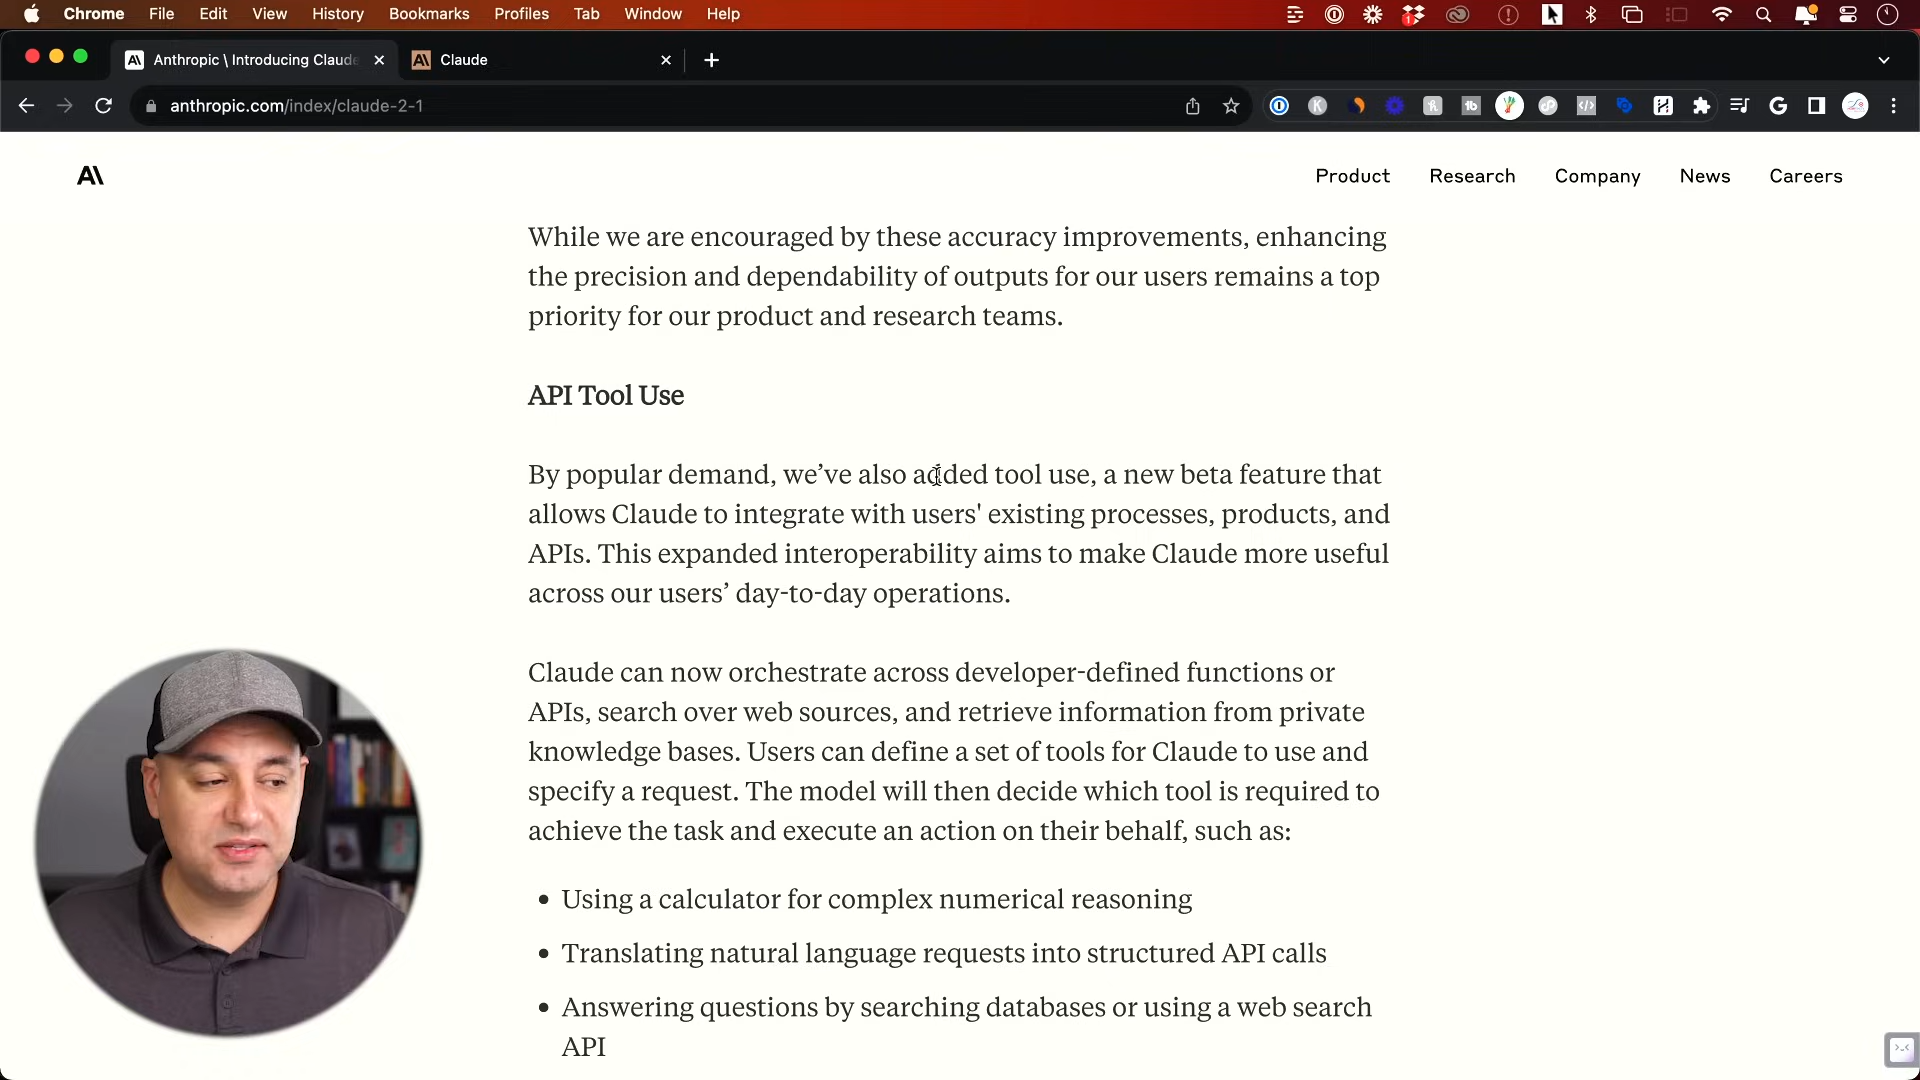 Chrome File Edit View History Bookmarks Profiles Tab Window Help
Anthropic \ Introducing Claude
Claude
anthropic.com/index/claude-2-1
Product Research Company News Careers
While we are encouraged by these accuracy improvements, enhancing
the precision and dependability of outputs for our users remains a top
priority for our product and research teams.
API Tool Use
By popular demand, we’ve also added tool use, a new beta feature that
allows Claude to integrate with users' existing processes, products, and
APIs. This expanded interoperability aims to make Claude more useful
across our users’ day-to-day operations.
Claude can now orchestrate across developer-defined functions or
APIs, search over web sources, and retrieve information from private
knowledge bases. Users can define a set of tools for Claude to use and
specify a request. The model will then decide which tool is required to
achieve the task and execute an action on their behalf, such as:
• Using a calculator for complex numerical reasoning
• Translating natural language requests into structured API calls
• Answering questions by searching databases or using a web search
API